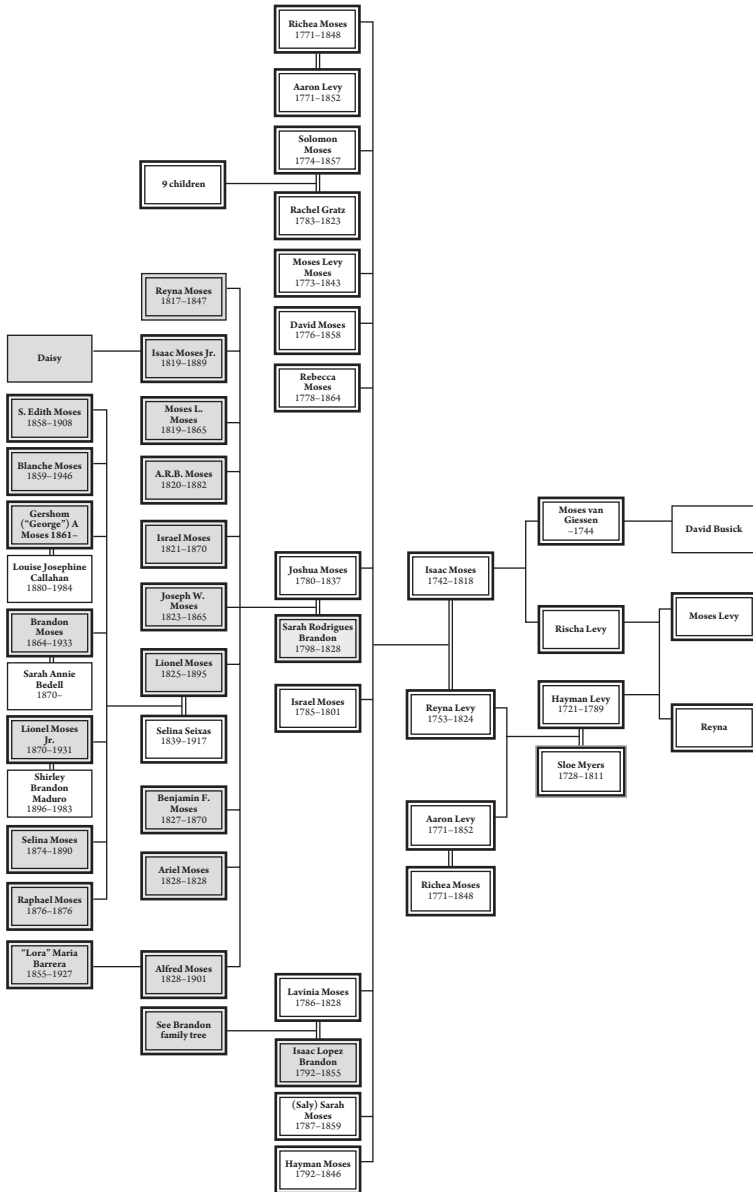 Richea Moses
1771–1848
Aaron Levy
1771–1852
Solomon
Moses
1774–1857
9 children
Rachel Gratz
1783–1823
Moses Levy
Moses
1773–1843
Reyna Moses
1817–1847
David Moses
1776–1858
Daisy
Isaac Moses Jr.
1819–1889
Rebecca
Moses
1778–1864
S. Edith Moses
1858–1908
Moses L.
Moses
1819–1865
Blanche Moses
1859–1946
A.R.B. Moses
1820–1882
Gershom
(“George”) A
Moses 1861–
Israel Moses
1821–1870
Moses van
Giessen
–1744
David Busick
Louise Josephine
Callahan
1880–1984
Joshua Moses
1780–1837
Isaac Moses
1742–1818
Joseph W.
Moses
1823–1865
Brandon
Moses
1864–1933
Sarah Rodrigues
Brandon
1798–1828
Rischa Levy
Moses Levy
Sarah Annie
Bedell
1870–
Lionel Moses
1825–1895
Israel Moses
1785–1801
Reyna Levy
1753–1824
Hayman Levy
1721–1789
Reyna
Lionel Moses
Jr.
1870–1931
Selina Seixas
1839–1917
Sloe Myers
1728–1811
Shirley
Brandon
Maduro
1896–1983
Benjamin F.
Moses
1827–1870
Aaron Levy
1771–1852
Selina Moses
1874–1890
Ariel Moses
1828–1828
Richea Moses
1771–1848
Raphael Moses
1876–1876
“Lora” Maria
Barrera
1855–1927
Alfred Moses
1828–1901
Lavinia Moses
1786–1828
See Brandon
family tree
Isaac Lopez
Brandon
1792–1855
(Saly) Sarah
Moses
1787–1859
Hayman Moses
1792–1846